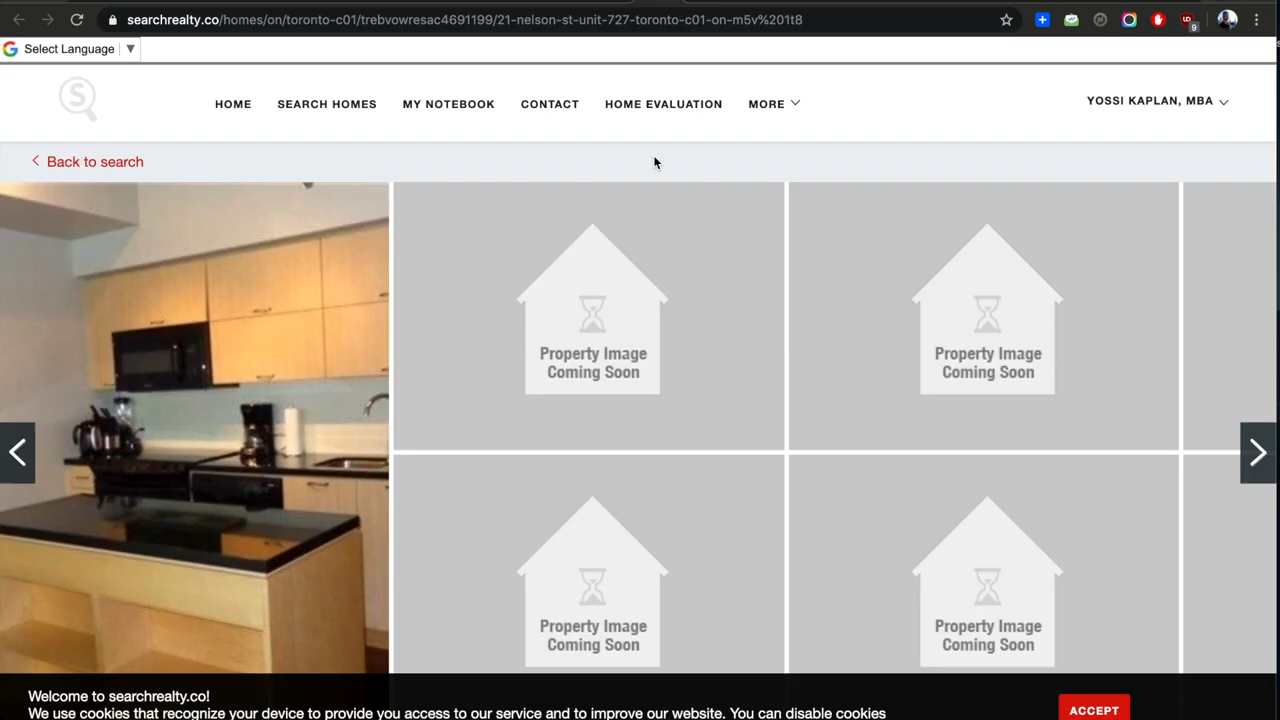 searchrealty.co/homes/on/toronto-c01/trebvowresac4691199/21-nelson-st-unit-727-toronto-c01-on-m5v%201t8
9
G Select Language ▼
S
HOME SEARCH HOMES MY NOTEBOOK CONTACT HOME EVALUATION MORE YOSSI KAPLAN, MBA
Back to search
Property Image
Coming Soon
Property Image
Coming Soon
Property Image
Coming Soon
Property Image
Coming Soon
Welcome to searchrealty.co!
We use cookies that recognize your device to provide you access to our service and to improve our website. You can disable cookies
ACCEPT